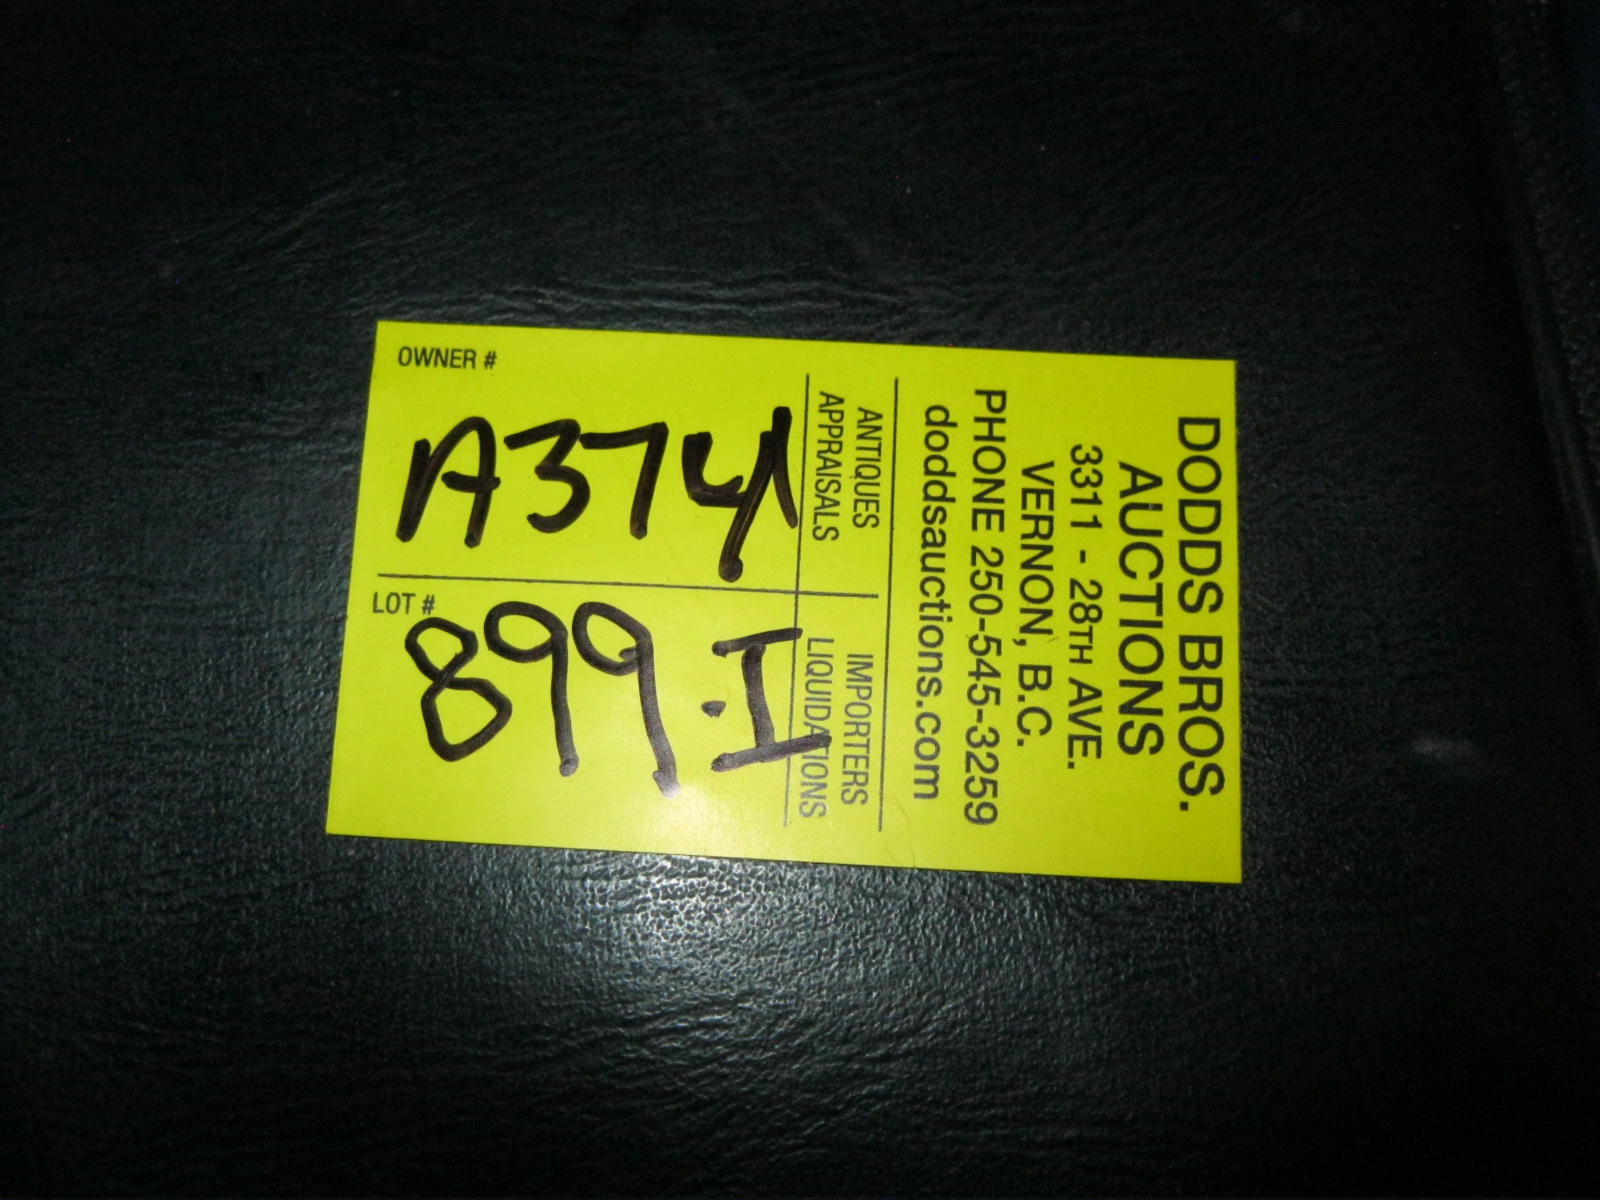 DODDS BROS.
AUCTIONS
3311 - 28TH AVE.
VERNON, B.C.
PHONE 250-545-3259
doddsauctions.com
ANTIQUES
APPRAISALS
IMPORTERS
LIQUIDATIONS
OWNER #
A374
LOT #
899.I